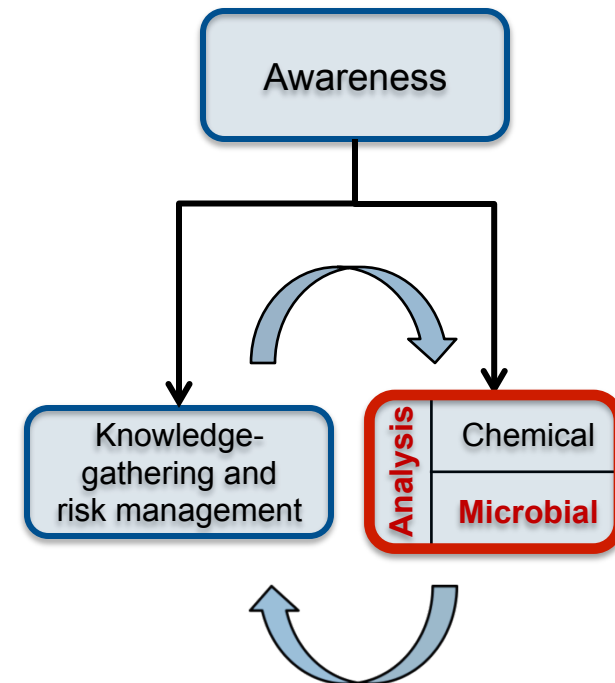 Awareness
Knowledge-
gathering and
risk management
Analysis
Chemical
Microbial